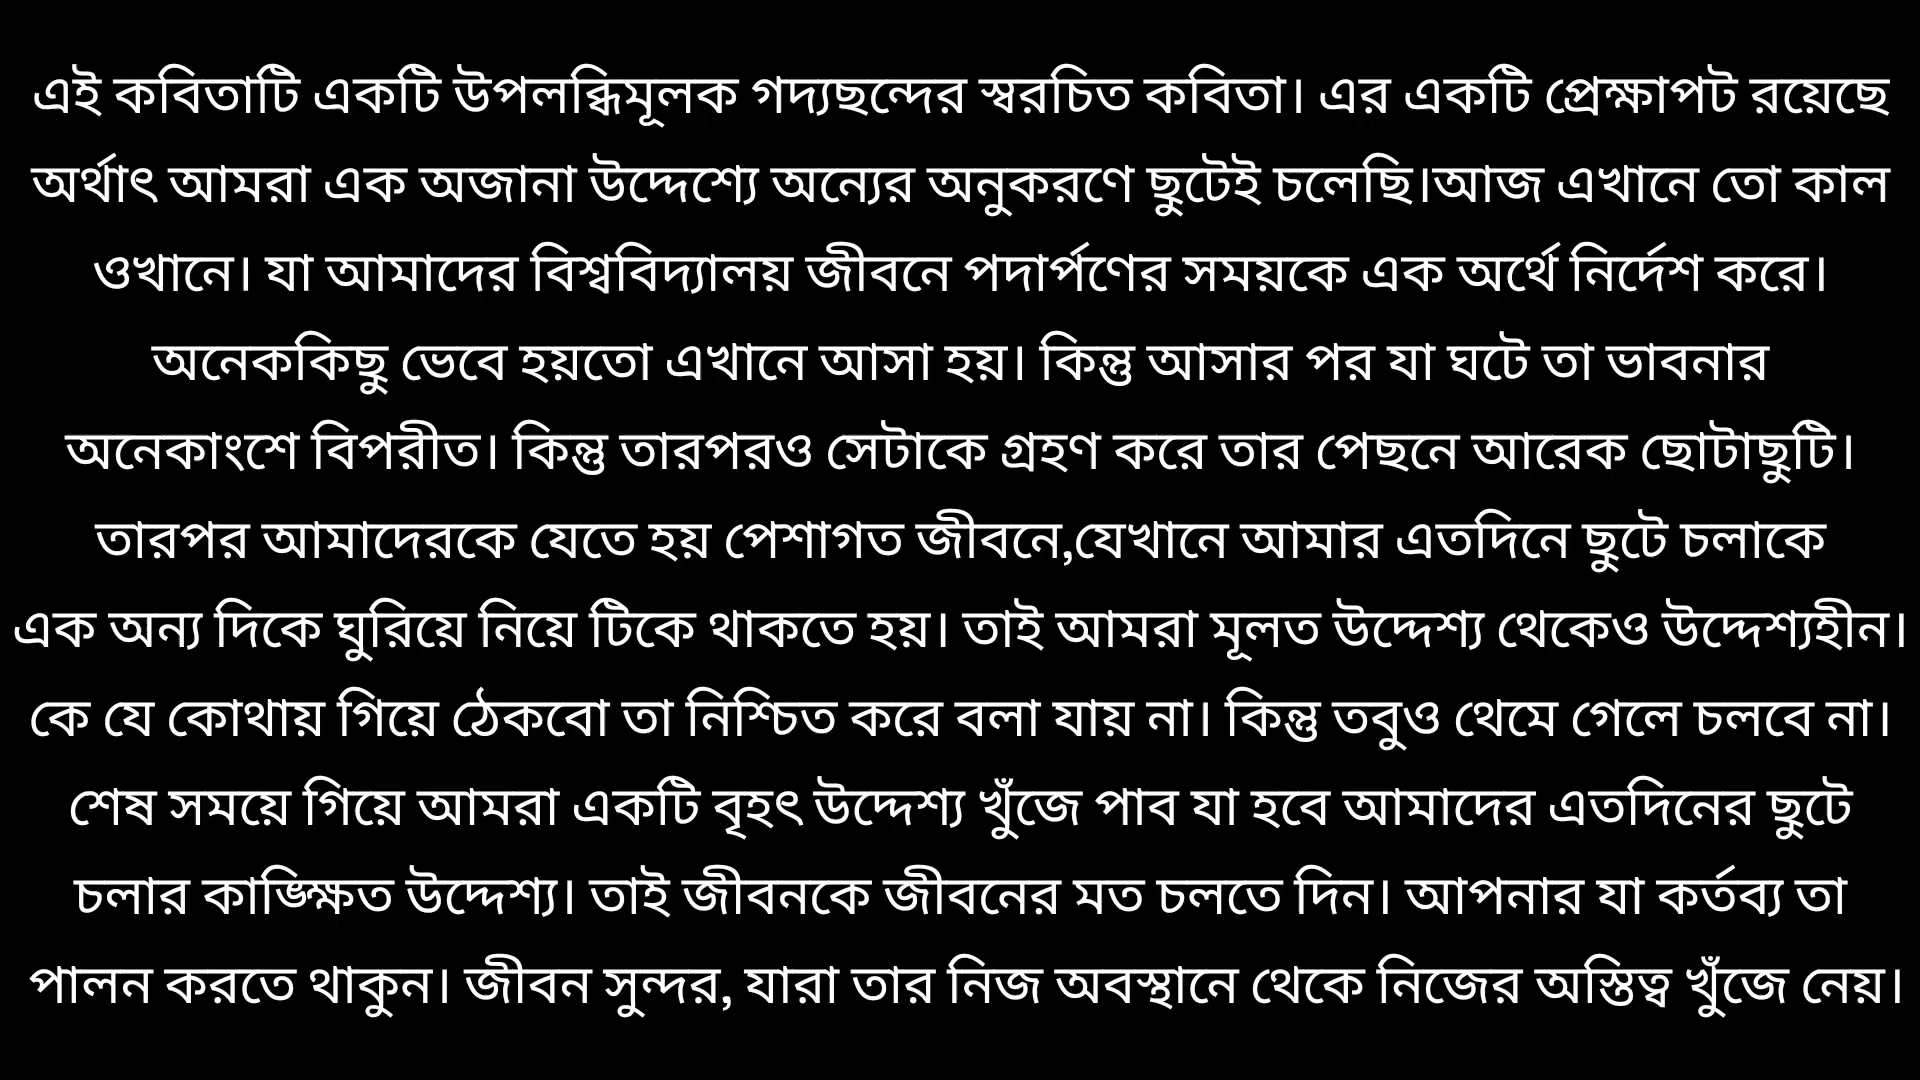 এই কবিতাটি একটি উপলব্ধিমূলক গদ্যছন্দের স্বরচিত কবিতা। এর একটি প্রেক্ষাপট রয়েছে
অর্থাৎ আমরা এক অজানা উদ্দেশ্যে অন্যের অনুকরণে ছুটেই চলেছি।আজ এখানে তো কাল
ওখানে। যা আমাদের বিশ্ববিদ্যালয় জীবনে পদার্পণের সময়কে এক অর্থে নির্দেশ করে।
অনেককিছু ভেবে হয়তো এখানে আসা হয়। কিন্তু আসার পর যা ঘটে তা ভাবনার
অনেকাংশে বিপরীত। কিন্তু তারপরও সেটাকে গ্রহণ করে তার পেছনে আরেক ছোটাছুটি।
তারপর আমাদেরকে যেতে হয় পেশাগত জীবনে,যেখানে আমার এতদিনে ছুটে চলাকে
এক অন্য দিকে ঘুরিয়ে নিয়ে টিকে থাকতে হয়। তাই আমরা মূলত উদ্দেশ্য থেকেও উদ্দেশ্যহীন।
কে যে কোথায় গিয়ে ঠেকবো তা নিশ্চিত করে বলা যায় না। কিন্তু তবুও থেমে গেলে চলবে না।
শেষ সময়ে গিয়ে আমরা একটি বৃহৎ উদ্দেশ্য খুঁজে পাব যা হবে আমাদের এতদিনের ছুটে
চলার কাঙ্ক্ষিত উদ্দেশ্য। তাই জীবনকে জীবনের মত চলতে দিন। আপনার যা কর্তব্য তা
পালন করতে থাকুন। জীবন সুন্দর, যারা তার নিজ অবস্থানে থেকে নিজের অস্তিত্ব খুঁজে নেয়।